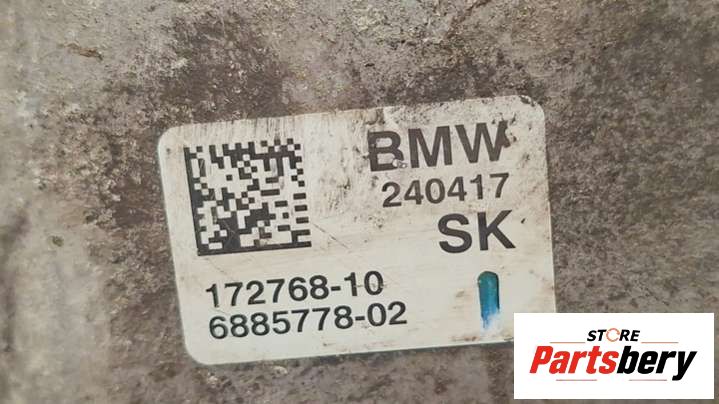 BMW
240417
SK
172768-10
6885778-02
STORE
Partsbery